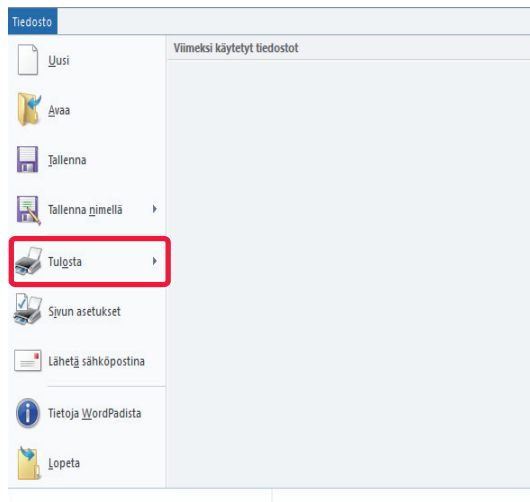 Tiedosto
Viimeksi käytetyt tiedostot
Uusi
Avaa
Tallenna
Tallenna nimellä
Tulosta
Sivun asetukset
Lähetä sähköpostina
Tietoja WordPadista
Lopeta